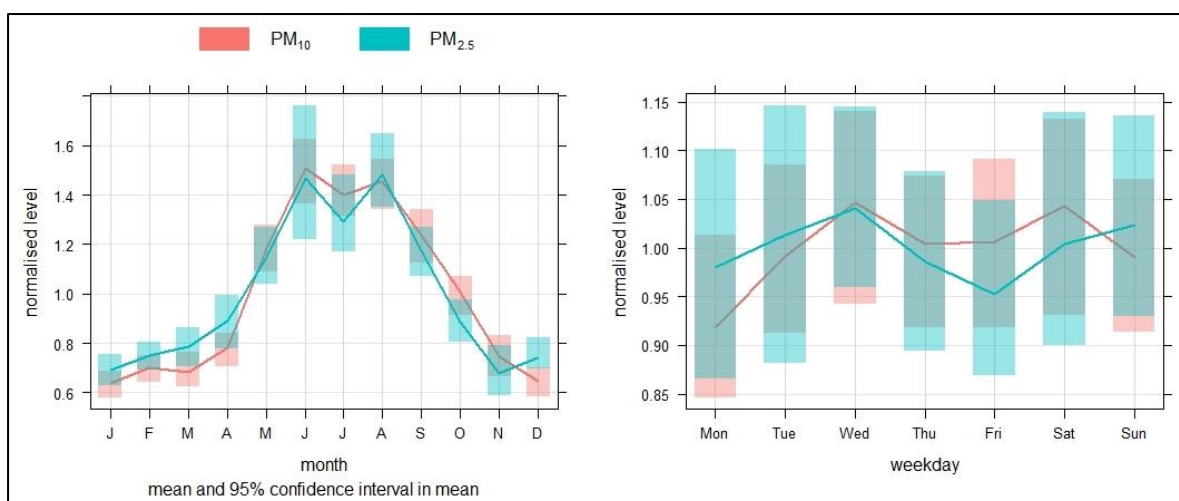 PM10 PM2.5
normalised level
1.6
1.4
1.2
1.0
0.8
0.6
J F M A M J J A S O N D
month
mean and 95% confidence interval in mean
normalised level
1.15
1.10
1.05
1.00
0.95
0.90
0.85
Mon Tue Wed Thu Fri Sat Sun
weekday